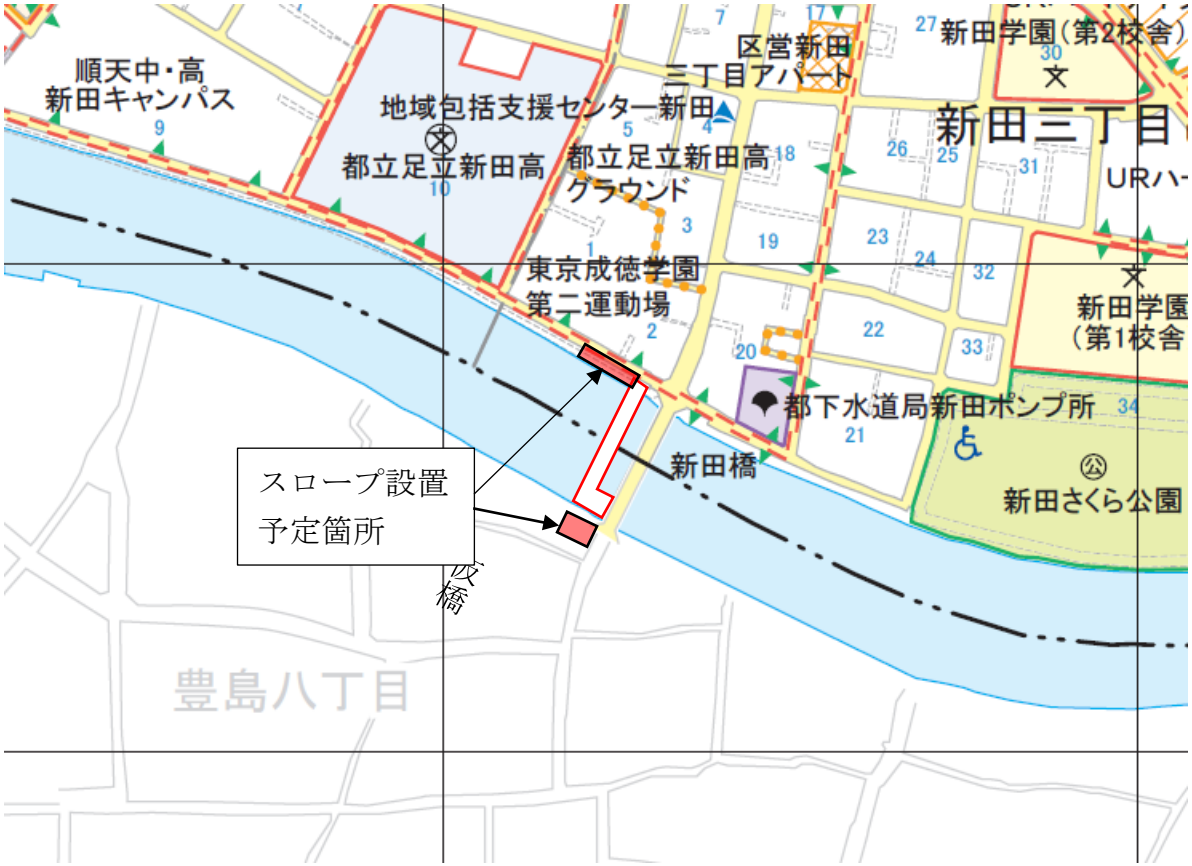 17
27
新田学園(第2校舎)
30
7
区営新田
三丁目アパート
順天中・高
新田キャンパス
9
地域包括支援センター新田
5
4
都立足立新田高
10
都立足立新田高
グラウンド
18
新田三丁目
26
25
31
URハー
1
3
19
23
24
32
東京成徳学園
第二運動場
2
新田学園
(第1校舎
20
22
33
都下水道局新田ポンプ所
34
21
新田橋
公
新田さくら公園
スロープ設置
予定箇所
橋
豊島八丁目